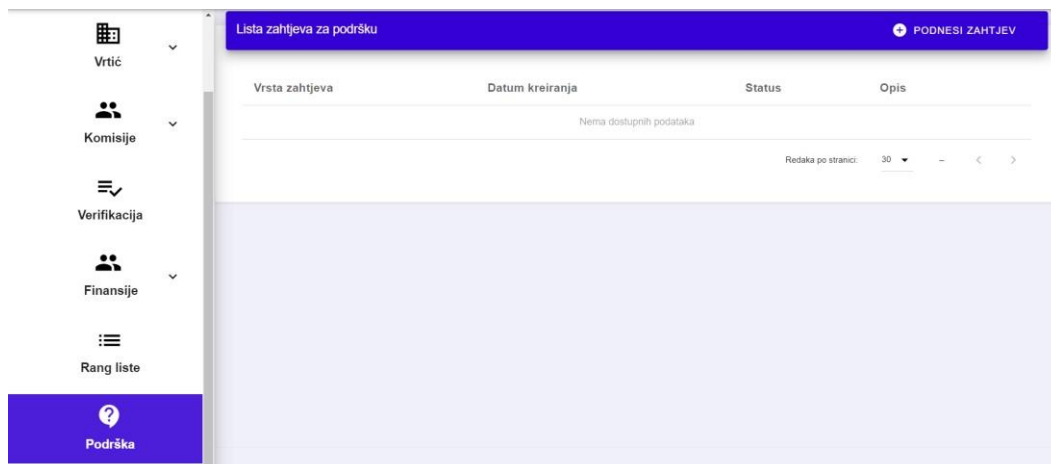 Vrtić
Komisije
Verifikacija
Finansije
Rang liste
Podrška
Lista zahtjeva za podršku
PODNESI ZAHTJEV
Vrsta zahtjeva Datum kreiranja Status Opis
Nema dostupnih podataka
Redaka po stranici: 30 –